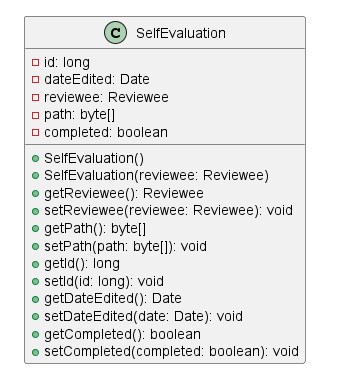 C SelfEvaluation
id: long
dateEdited: Date
reviewee: Reviewee
path: byte[]
completed: boolean
SelfEvaluation()
SelfEvaluation(reviewee: Reviewee)
getReviewee(): Reviewee
setReviewee(reviewee: Reviewee): void
getPath(): byte[]
setPath(path: byte[]): void
getId(): long
setId(id: long): void
getDateEdited(): Date
setDateEdited(date: Date): void
getCompleted(): boolean
setCompleted(completed: boolean): void